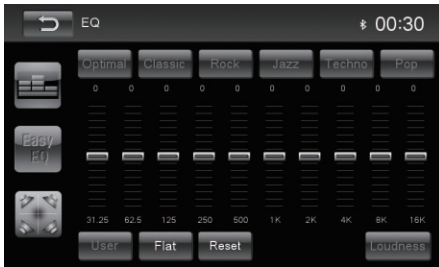 EQ 00:30
Optimal Classic Rock Jazz Techno Pop
0 0 0 0 0 0 0 0 0 0
Easy
EQ
31.25 62.5 125 250 500 1K 2K 4K 8K 16K
User Flat Reset Loudness